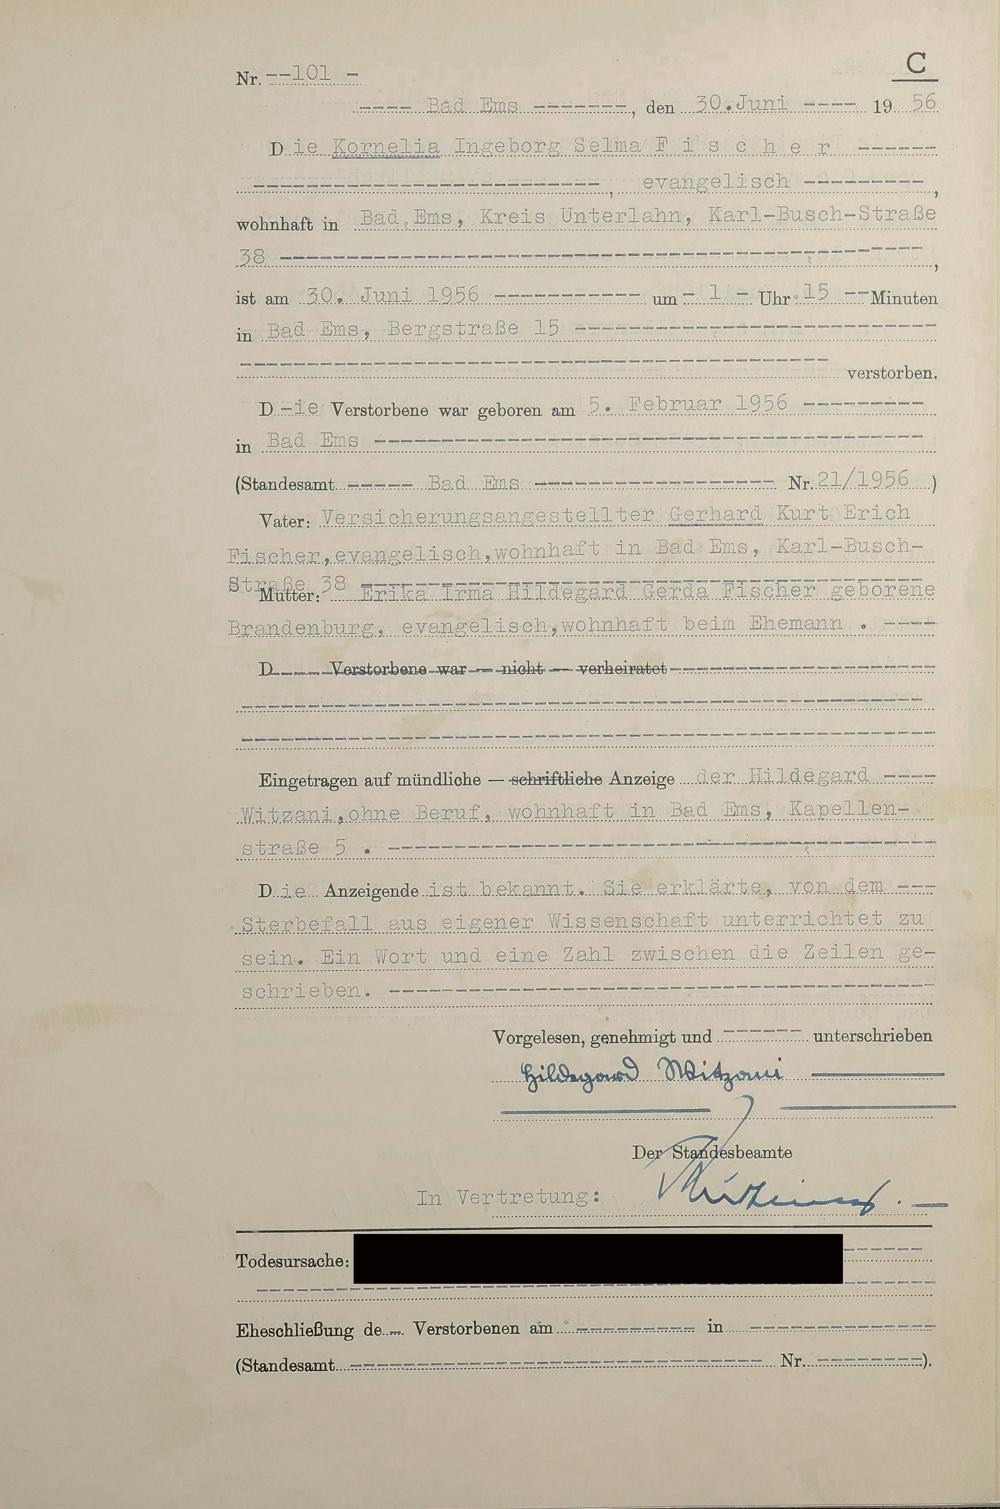 C
Nr. --101 -
---- Bad Ems -------, den 30.Juni ---- 19 56
Die Kornelia Ingeborg Selma F i s c h e r ------
--------------------------, evangelisch ---------,
wohnhaft in Bad Ems, Kreis Unterlahn, Karl-Busch-Straße
38 ------------------------------------------------,
ist am 30. Juni 1956 ----------- um - 1 - Uhr 15 -- Minuten
in Bad Ems, Bergstraße 15 ---------------------------
-------------------------------------------- verstorben.
D -ie Verstorbene war geboren am 5. Februar 1956 ---------
in Bad Ems -----------------------------------------
(Standesamt ----- Bad Ems ------------------ Nr. 21/1956 )
Vater: Versicherungsangestellter Gerhard Kurt Erich
Fischer,evangelisch,wohnhaft in Bad Ems, Karl-Busch-
Straße 38 ------------------------------------------
Mutter: Erika Irma Hildegard Gerda Fischer geborene
Brandenburg, evangelisch,wohnhaft beim Ehemann . ----
D---- Verstorbene war — nicht — verheiratet --------------------
---------------------------------------------------
----------------------------------------------------
Eingetragen auf mündliche — schriftliche Anzeige der Hildegard ----
Witzani,ohne Beruf, wohnhaft in Bad Ems, Kapellen-
straße 5 . -----------------------------------------
Die Anzeigende ist bekannt. Sie erklärte, von dem ---
Sterbefall aus eigener Wissenschaft unterrichtet zu
sein. Ein Wort und eine Zahl zwischen die Zeilen ge-
schrieben. -----------------------------------------
Vorgelesen, genehmigt und ------- unterschrieben
Hildegard Witzani
Der Standesbeamte
In Vertretung:
Todesursache: ------
---------------------------------------------------
Eheschließung de-- Verstorbenen am --------- in --------------
(Standesamt ------------------------------- Nr. --------).